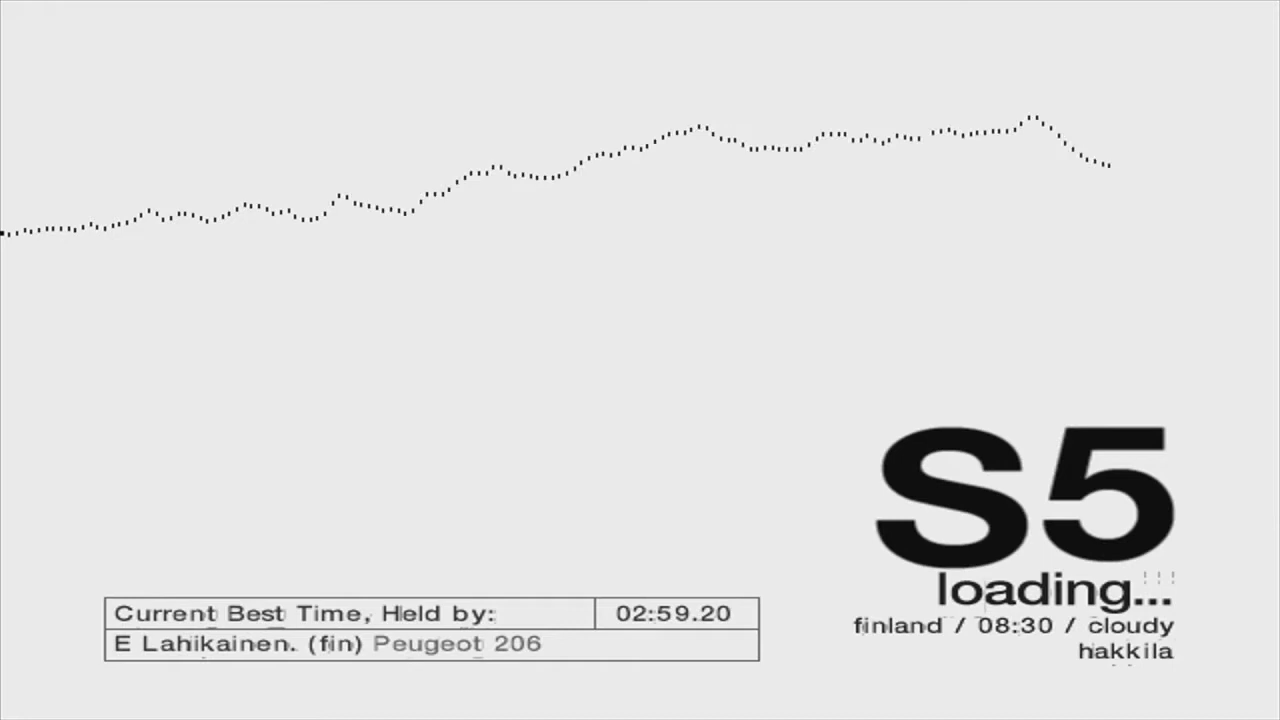 S5
loading...
finland / 08:30 / cloudy
hakkila
Current Best Time, Held by: 02:59.20
E Lahikainen. (fin) Peugeot 206